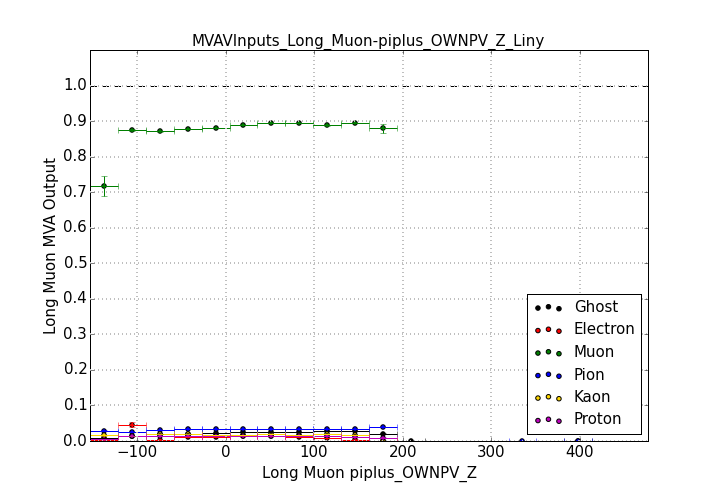 MVAVInputs_Long_Muon-piplus_OWNPV_Z_Liny
1.0
0.9
0.8
0.7
0.6
0.5
0.4
0.3
0.2
0.1
0.0
Long Muon MVA Output
Ghost
Electron
Muon
Pion
Kaon
Proton
−100 0 100 200 300 400
Long Muon piplus_OWNPV_Z